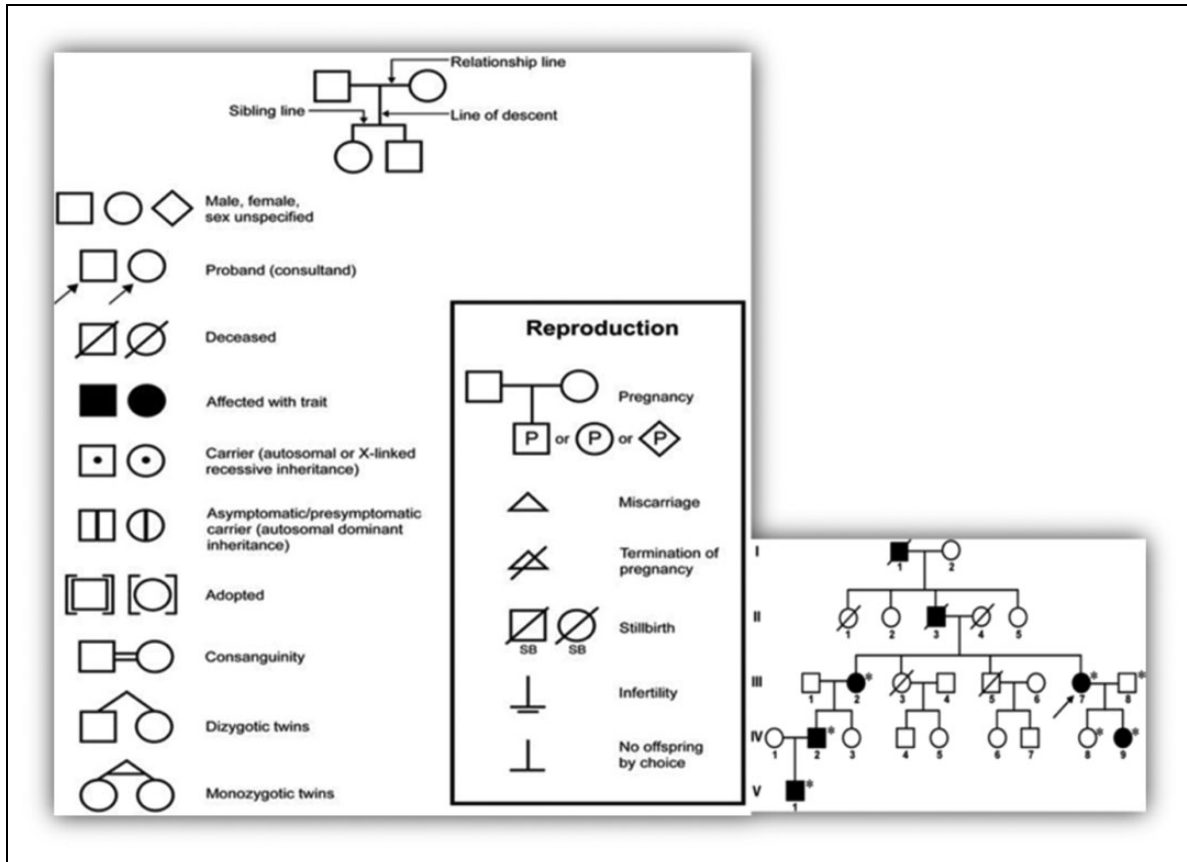 Relationship line
Sibling line
Line of descent
Male, female,
sex unspecified
Proband (consultand)
Deceased
Affected with trait
Carrier (autosomal or X-linked
recessive inheritance)
Asymptomatic/presymptomatic
carrier (autosomal dominant
inheritance)
Adopted
Consanguinity
Dizygotic twins
Monozygotic twins
Reproduction
Pregnancy
P or P or P
Miscarriage
Termination of
pregnancy
Stillbirth
SB SB
Infertility
No offspring
by choice
I
1 2
II
1 2 3 4 5
III
* * *
1 2 3 4 5 6 7 8
IV
* * *
1 2 3 4 5 6 7 8 9
V
*
1